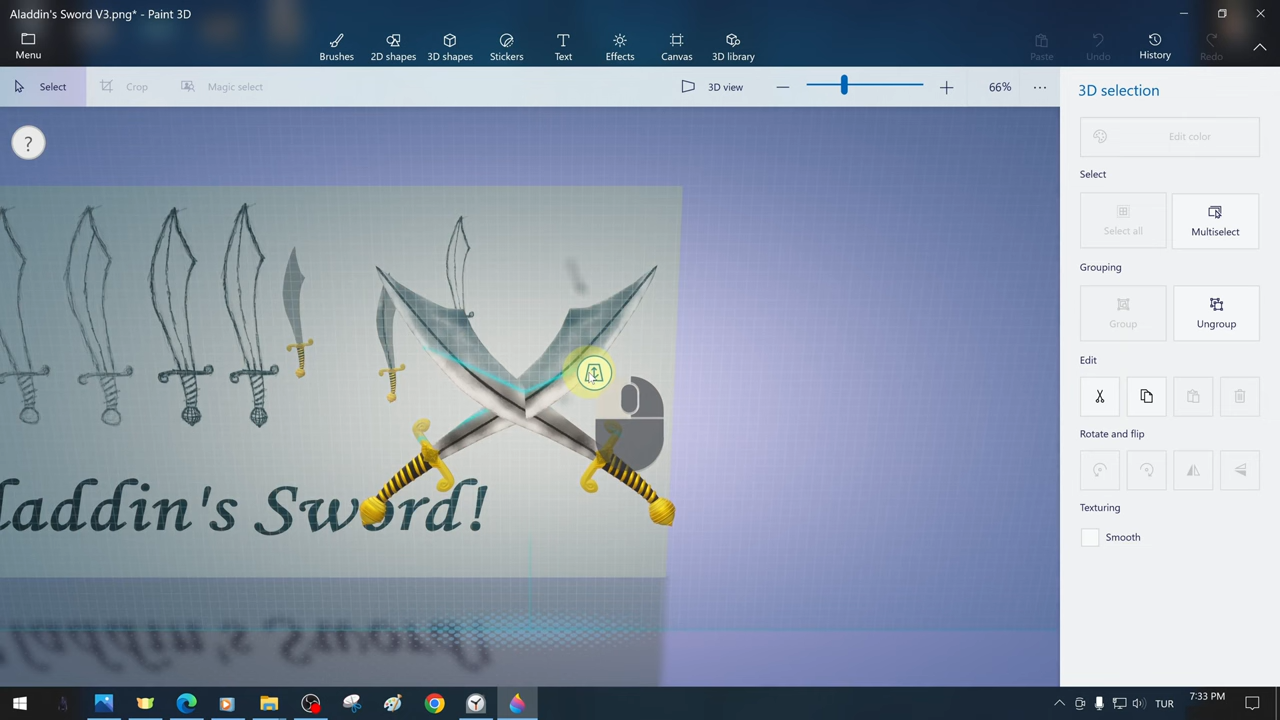 Aladdin's Sword V3.png* - Paint 3D
Menu
Brushes
2D shapes
3D shapes
Stickers
Text
Effects
Canvas
3D library
Paste
Undo
History
Redo
Select
Crop
Magic select
3D view
66%
3D selection
Edit color
Select
Select all
Multiselect
Grouping
Group
Ungroup
Edit
Rotate and flip
Texturing
Smooth
?
laddin's Sword!
TUR
7:33 PM